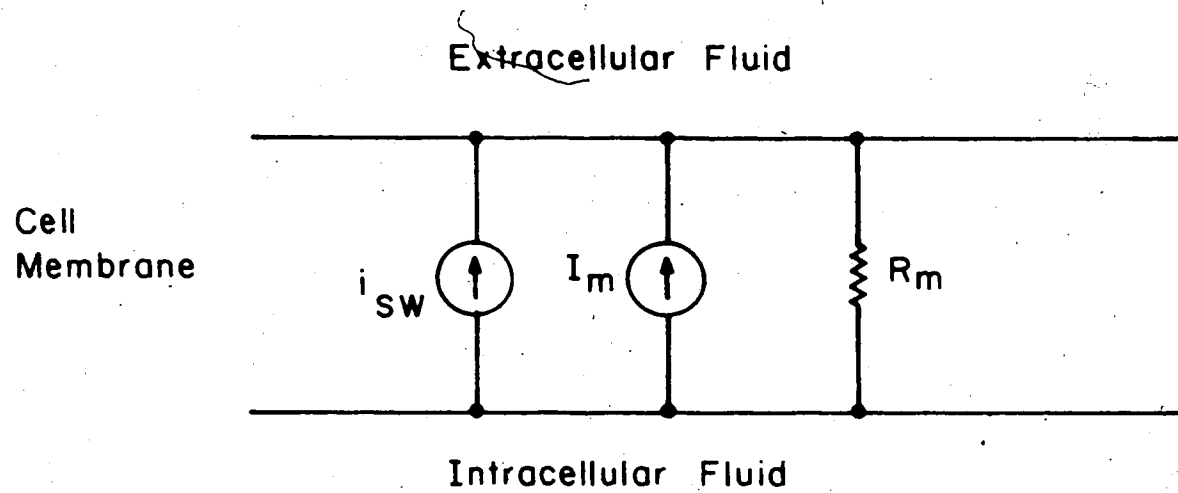 Extracellular Fluid
Cell
Membrane
i SW
I m
R m
Intracellular Fluid